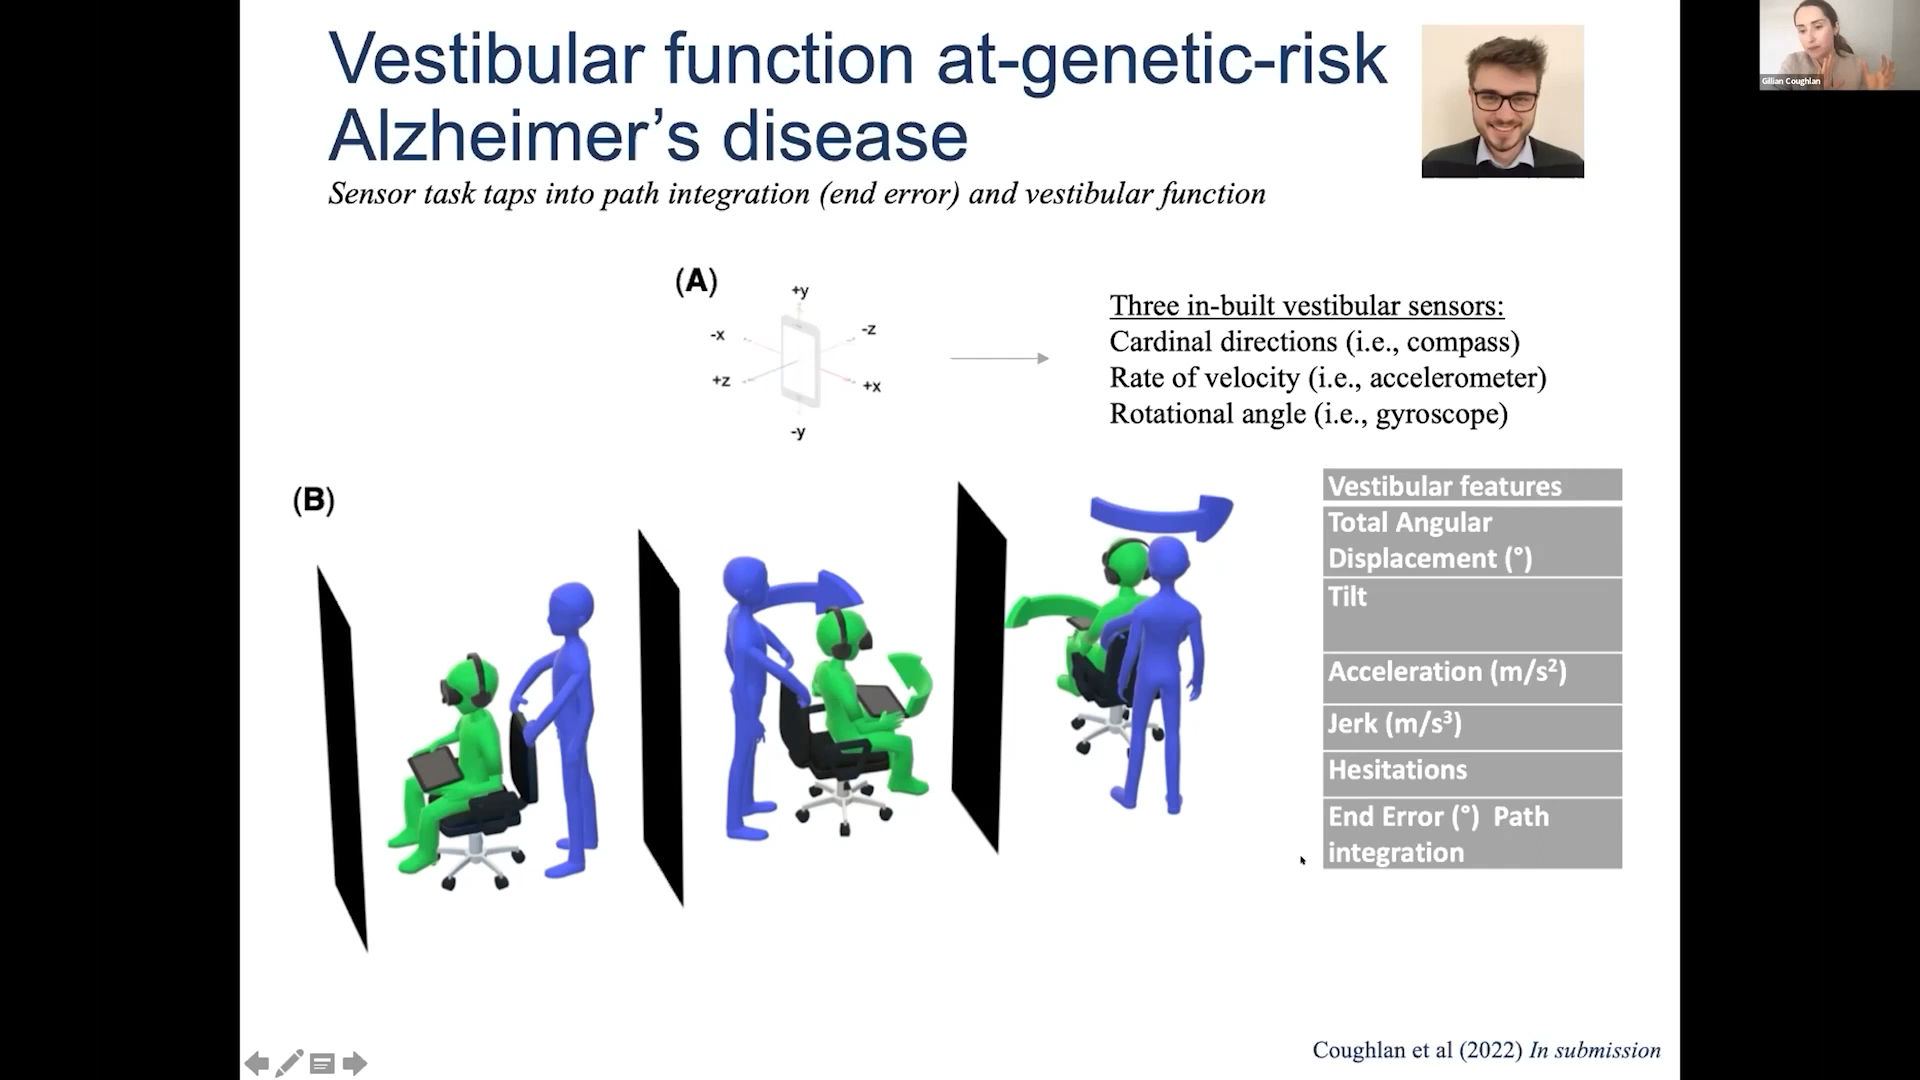 Vestibular function at-genetic-risk
Alzheimer’s disease
Sensor task taps into path integration (end error) and vestibular function
Gillian Coughlan
(A)
+y
-x
-z
+z
+x
-y
Three in-built vestibular sensors:
Cardinal directions (i.e., compass)
Rate of velocity (i.e., accelerometer)
Rotational angle (i.e., gyroscope)
(B)
Vestibular features
Total Angular
Displacement (°)
Tilt
Acceleration (m/s²)
Jerk (m/s³)
Hesitations
End Error (°) Path
integration
Coughlan et al (2022) In submission